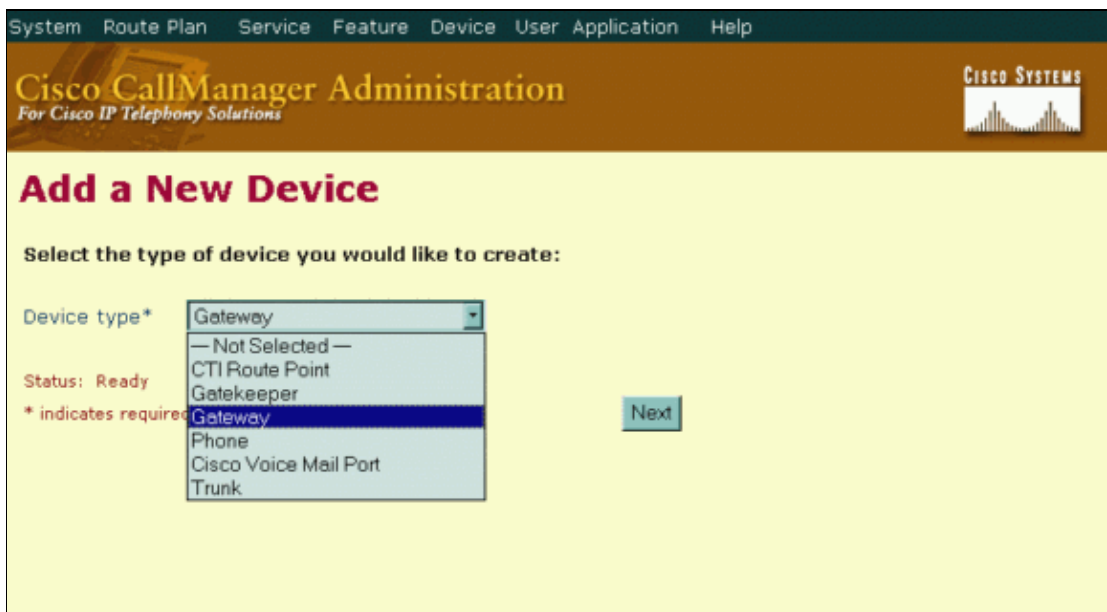 System Route Plan Service Feature Device User Application Help
Cisco CallManager Administration
For Cisco IP Telephony Solutions
CISCO SYSTEMS
Add a New Device
Select the type of device you would like to create:
Device type* Gateway
— Not Selected —
CTI Route Point
Status: Ready
Gatekeeper
* indicates required
Gateway
Next
Phone
Cisco Voice Mail Port
Trunk